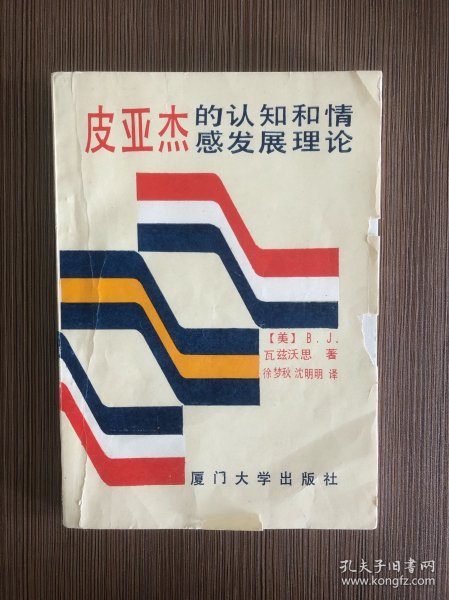 皮亚杰的认知和情
感发展理论
【美】B.J.
瓦兹沃思 著
徐梦秋 沈明明 译
厦门大学出版社
孔夫子旧书网
www.kongfz.com